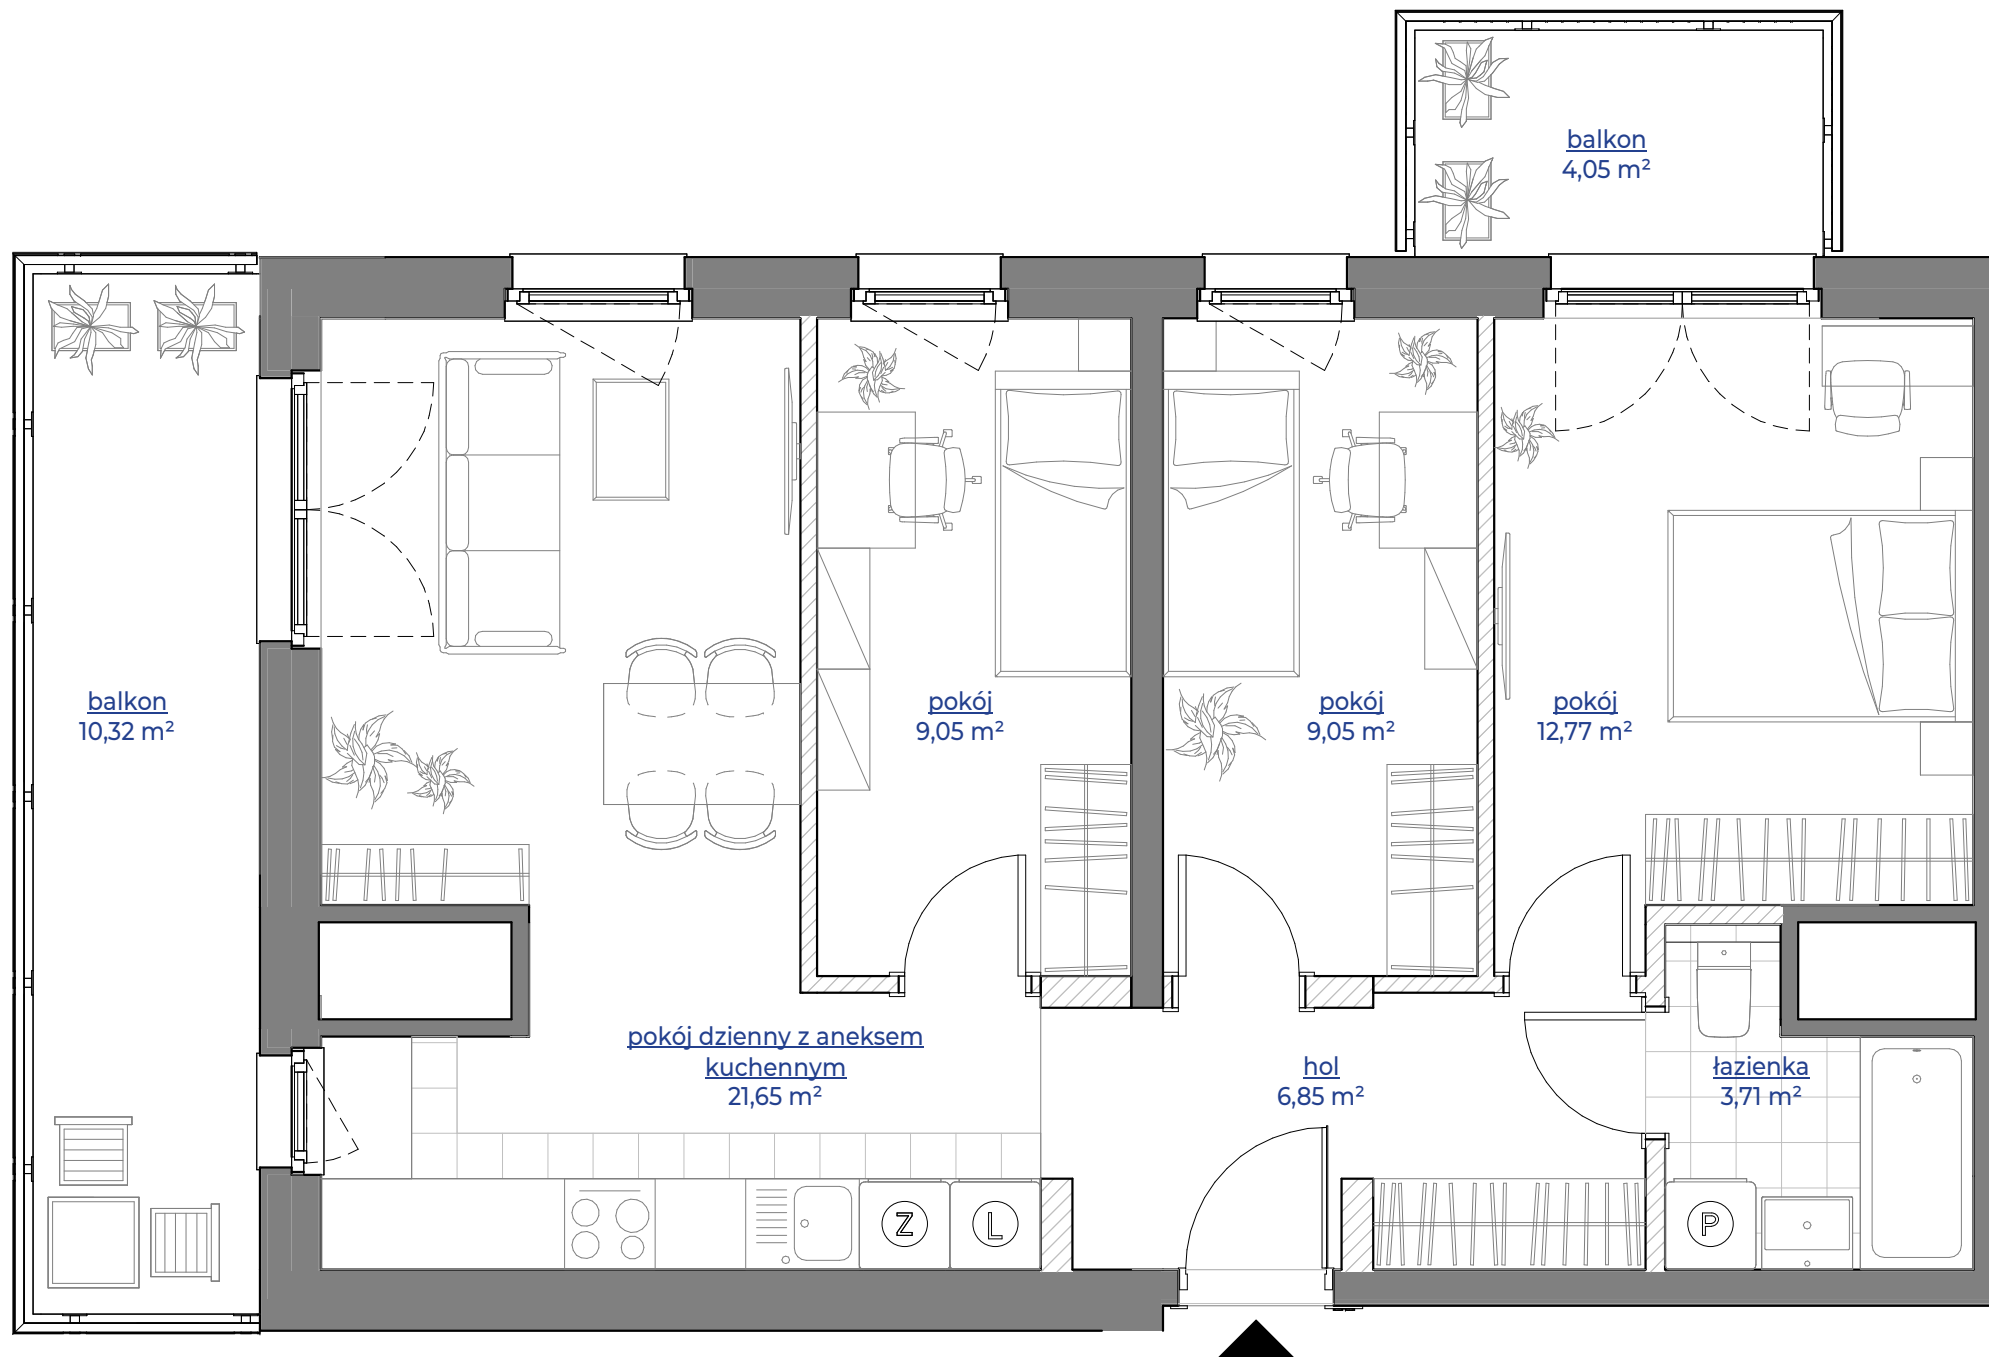 balkon
4,05 m²
balkon
10,32 m²
pokój
9,05 m²
pokój
9,05 m²
pokój
12,77 m²
pokój dzienny z aneksem
kuchennym
21,65 m²
hol
6,85 m²
łazienka
3,71 m²
Z
L
P